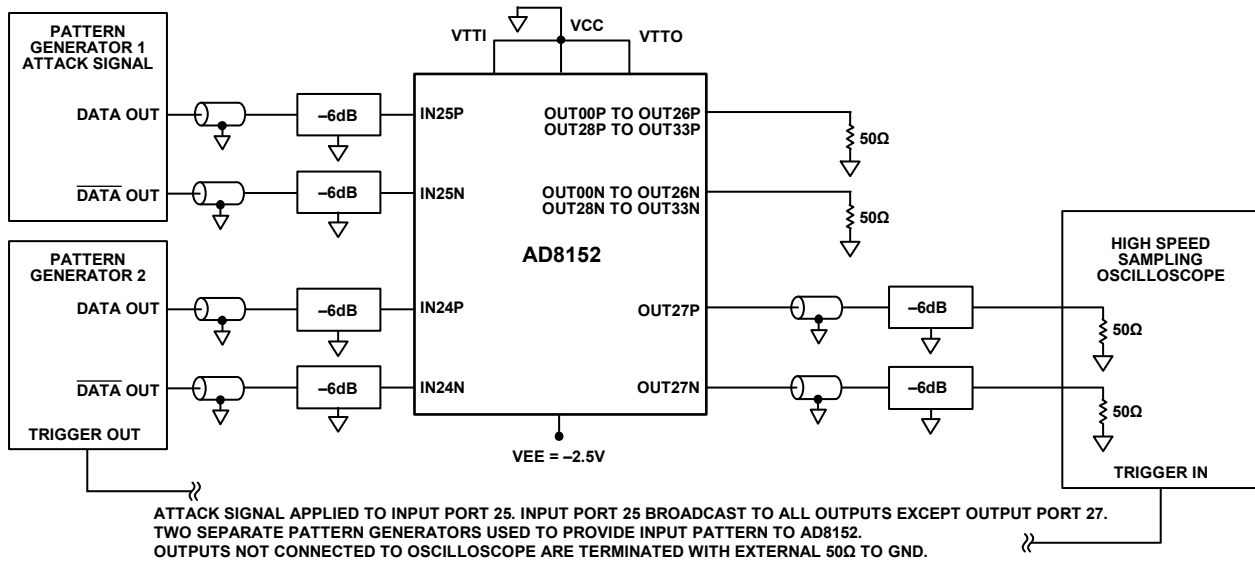 PATTERN
GENERATOR 1
ATTACK SIGNAL
DATA OUT
DATA OUT
PATTERN
GENERATOR 2
DATA OUT
DATA OUT
TRIGGER OUT
–6dB
–6dB
–6dB
–6dB
VTTI
VCC
VTTO
IN25P
IN25N
IN24P
IN24N
OUT00P TO OUT26P
OUT28P TO OUT33P
OUT00N TO OUT26N
OUT28N TO OUT33N
AD8152
OUT27P
OUT27N
VEE = –2.5V
50Ω
50Ω
–6dB
–6dB
HIGH SPEED
SAMPLING
OSCILLOSCOPE
50Ω
50Ω
TRIGGER IN
ATTACK SIGNAL APPLIED TO INPUT PORT 25. INPUT PORT 25 BROADCAST TO ALL OUTPUTS EXCEPT OUTPUT PORT 27.
TWO SEPARATE PATTERN GENERATORS USED TO PROVIDE INPUT PATTERN TO AD8152.
OUTPUTS NOT CONNECTED TO OSCILLOSCOPE ARE TERMINATED WITH EXTERNAL 50Ω TO GND.